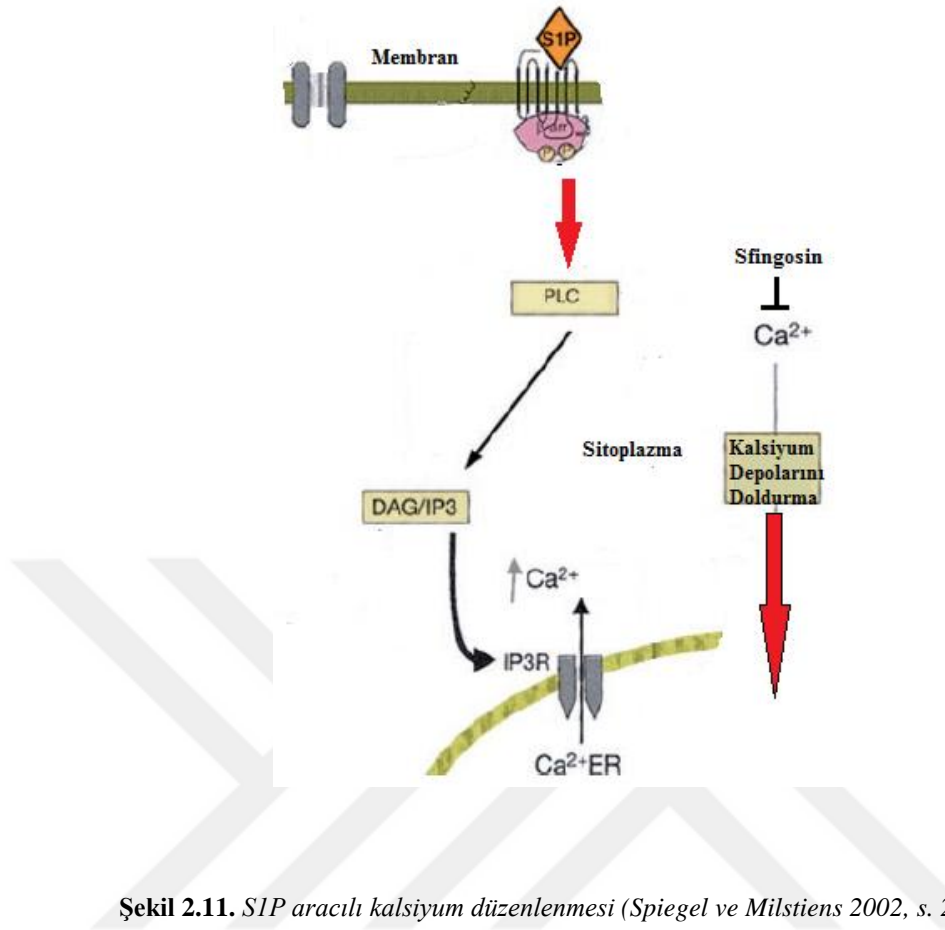 S1P
Membran
PLC
Sfingosin
Ca²⁺
Sitoplazma
Kalsiyum
Depolarını
Doldurma
DAG/IP3
Ca²⁺
IP3R
Ca²⁺ER
Şekil 2.11. S1P aracılı kalsiyum düzenlenmesi (Spiegel ve Milstiens 2002, s. 2